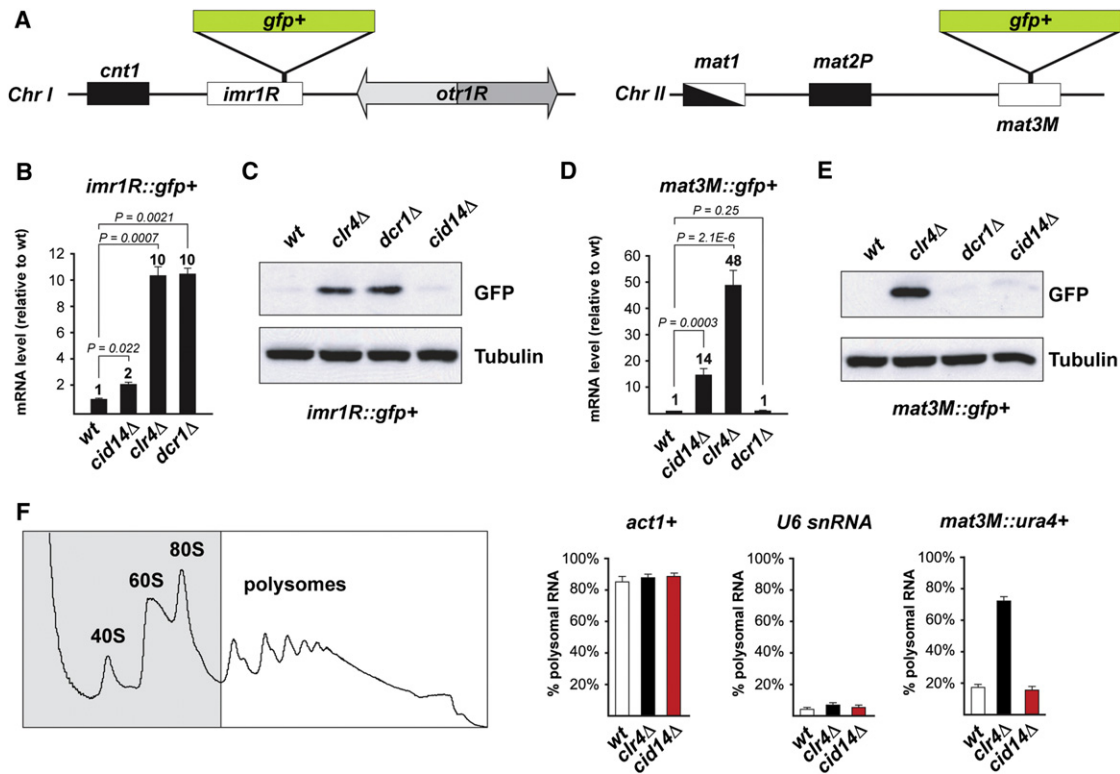 A
gfp+
cnt1
Chr I
imr1R
otr1R
gfp+
mat1
mat2P
Chr II
mat3M
B
imr1R::gfp+
P = 0.0021
P = 0.0007
P = 0.022
mRNA level (relative to wt)
12
10
8
6
4
2
1
2
10
10
wt
cid14Δ
clr4Δ
dcr1Δ
C
wt
clr4Δ
dcr1Δ
cid14Δ
GFP
Tubulin
imr1R::gfp+
D
mat3M::gfp+
P = 0.25
P = 2.1E-6
P = 0.0003
mRNA level (relative to wt)
60
50
40
30
20
10
1
14
48
1
wt
cid14Δ
clr4Δ
dcr1Δ
E
wt
clr4Δ
dcr1Δ
cid14Δ
GFP
Tubulin
mat3M::gfp+
F
40S
60S
80S
polysomes
act1+
% polysomal RNA
100%
80%
60%
40%
20%
wt
clr4Δ
cid14Δ
U6 snRNA
% polysomal RNA
100%
80%
60%
40%
20%
wt
clr4Δ
cid14Δ
mat3M::ura4+
% polysomal RNA
100%
80%
60%
40%
20%
wt
clr4Δ
cid14Δ